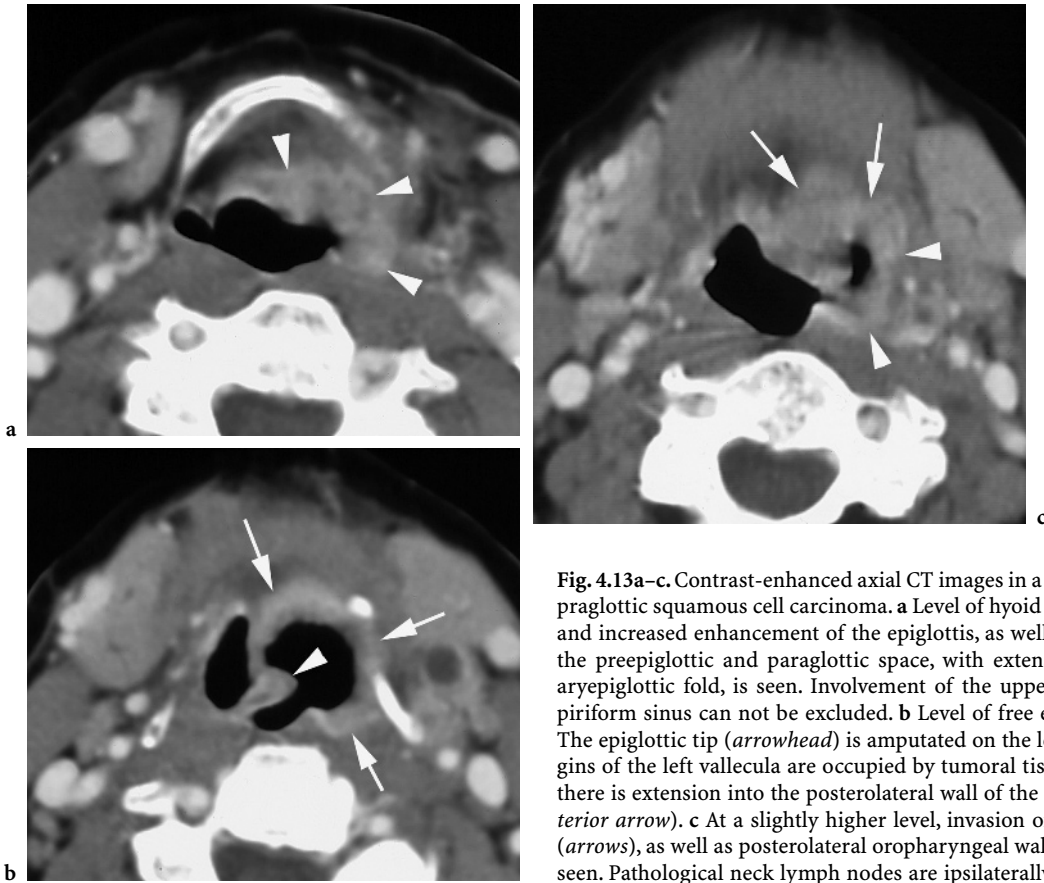 a
c
b
Fig. 4.13a–c. Contrast-enhanced axial CT images in a
praglottic squamous cell carcinoma. a Level of hyoid
and increased enhancement of the epiglottis, as well
the preepiglottic and paraglottic space, with exten
aryepiglottic fold, is seen. Involvement of the uppe
piriform sinus can not be excluded. b Level of free e
The epiglottic tip (arrowhead) is amputated on the l
gins of the left vallecula are occupied by tumoral tis
there is extension into the posterolateral wall of the
terior arrow). c At a slightly higher level, invasion o
(arrows), as well as posterolateral oropharyngeal wal
seen. Pathological neck lymph nodes are ipsilaterall